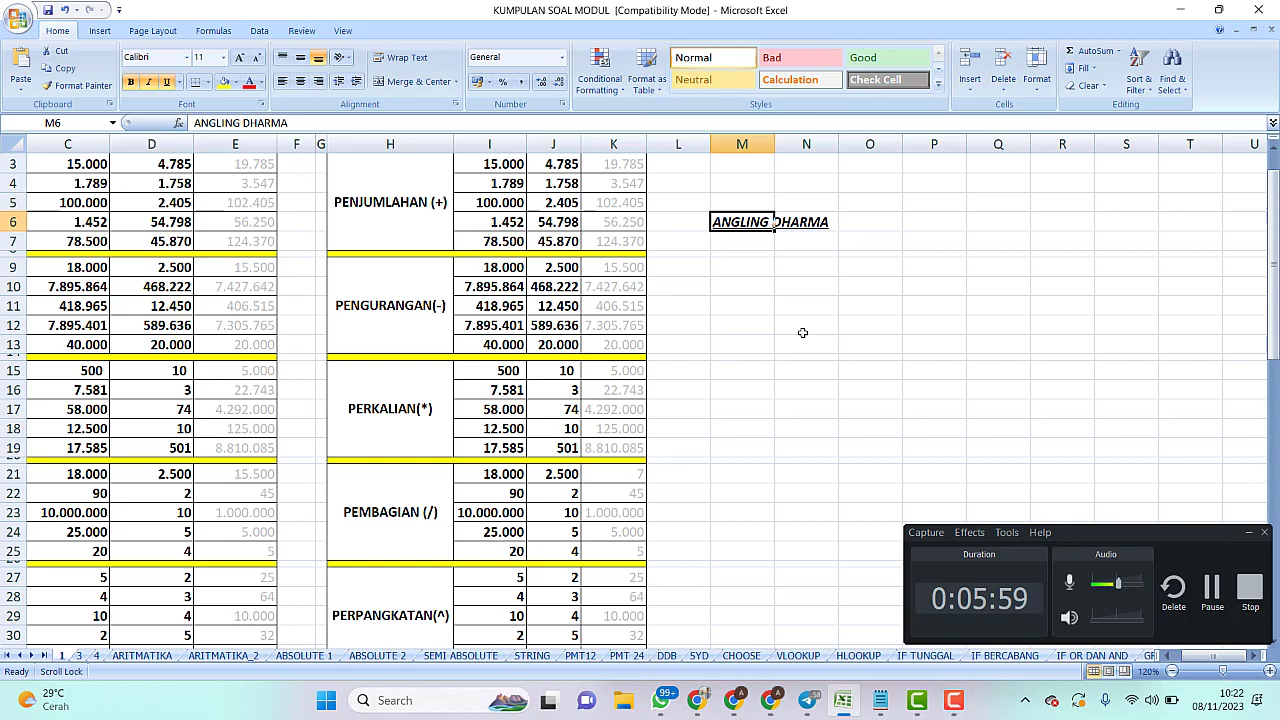 KUMPULAN SOAL MODUL [Compatibility Mode] - Microsoft Excel
Home Insert Page Layout Formulas Data Review View
Paste Cut Copy Format Painter Clipboard
Calibri 11 A A B I U A Font
Wrap Text Merge & Center Alignment
General % , Number
Conditional Formatting Format as Table Normal Bad Good Neutral Calculation Check Cell Styles
Insert Delete Format Cells
AutoSum Fill Clear Sort & Filter Find & Select Editing
M6 fx ANGLING DHARMA
C D E F G H I J K L M N O P Q R S T U
3 15.000 4.785 19.785 15.000 4.785 19.785
4 1.789 1.758 3.547 1.789 1.758 3.547
5 100.000 2.405 102.405 PENJUMLAHAN (+) 100.000 2.405 102.405
6 1.452 54.798 56.250 1.452 54.798 56.250 ANGLING DHARMA
7 78.500 45.870 124.370 78.500 45.870 124.370
9 18.000 2.500 15.500 18.000 2.500 15.500
10 7.895.864 468.222 7.427.642 7.895.864 468.222 7.427.642
11 418.965 12.450 406.515 PENGURANGAN(-) 418.965 12.450 406.515
12 7.895.401 589.636 7.305.765 7.895.401 589.636 7.305.765
13 40.000 20.000 20.000 40.000 20.000 20.000
15 500 10 5.000 500 10 5.000
16 7.581 3 22.743 7.581 3 22.743
17 58.000 74 4.292.000 PERKALIAN(*) 58.000 74 4.292.000
18 12.500 10 125.000 12.500 10 125.000
19 17.585 501 8.810.085 17.585 501 8.810.085
21 18.000 2.500 15.500 18.000 2.500 7
22 90 2 45 90 2 45
23 10.000.000 10 1.000.000 PEMBAGIAN (/) 10.000.000 10 1.000.000
24 25.000 5 5.000 25.000 5 5.000
25 20 4 5 20 4 5
27 5 2 25 5 2 25
28 4 3 64 4 3 64
29 10 4 10.000 PERPANGKATAN(^) 10 4 10.000
30 2 5 32 2 5 32
Capture Effects Tools Help
Duration Audio
0:05:59 Delete Pause Stop
1 3 4 ARITMATIKA ARITMATIKA_2 ABSOLUTE 1 ABSOLUTE 2 SEMI ABSOLUTE STRING PMT12 PMT 24 DDB SYD CHOOSE VLOOKUP HLOOKUP IF TUNGGAL IF BERCABANG IF OR DAN AND
Ready Scroll Lock 120%
29°C
Cerah
Search 99+
10:22
08/11/2023